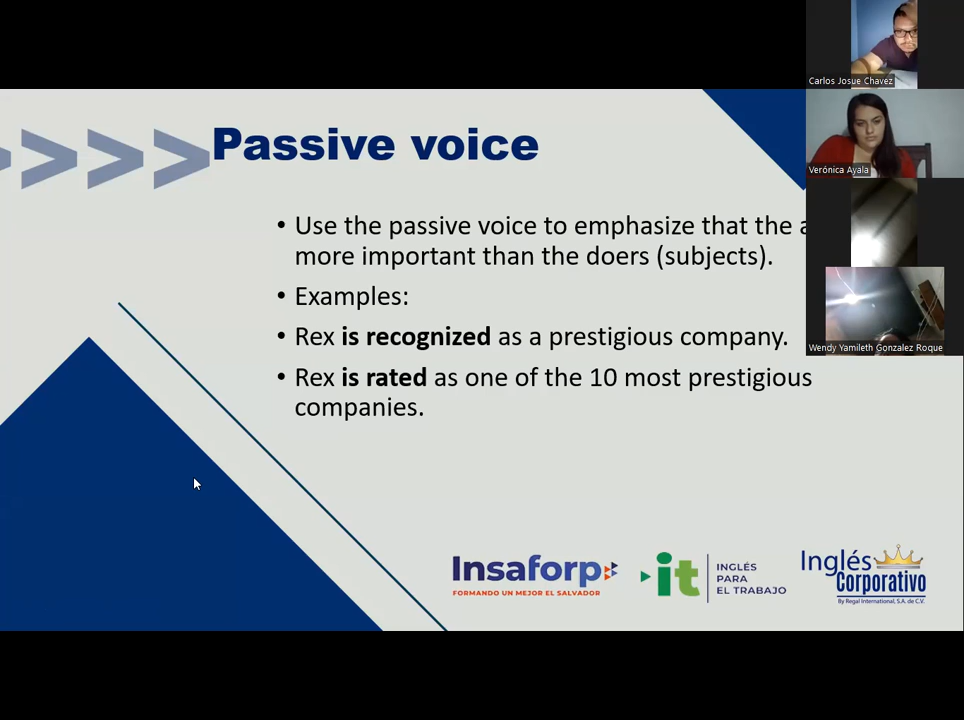 Carlos Josue Chavez
Passive voice
Verónica Ayala
• Use the passive voice to emphasize that the
more important than the doers (subjects).
• Examples:
• Rex is recognized as a prestigious company.
Wendy Yamileth Gonzalez Roque
• Rex is rated as one of the 10 most prestigious
companies.
Insaforp
FORMANDO UN MEJOR EL SALVADOR
it
INGLÉS
PARA
EL TRABAJO
Inglés
Corporativo
By Regal International, S.A. de C.V.